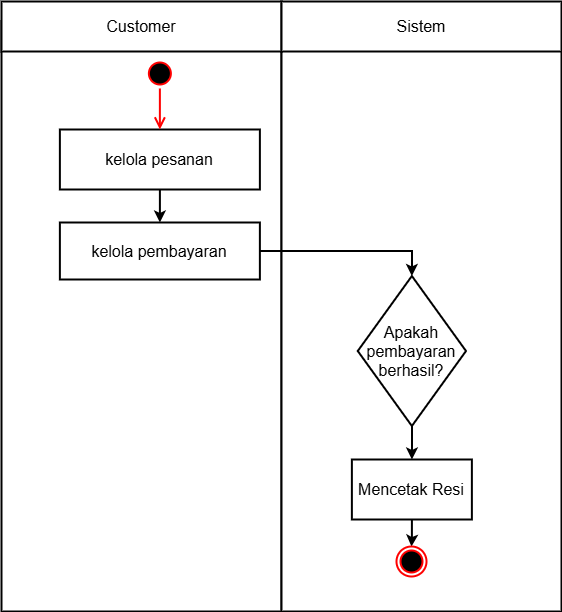 Customer
Sistem
kelola pesanan
kelola pembayaran
Apakah
pembayaran
berhasil?
Mencetak Resi